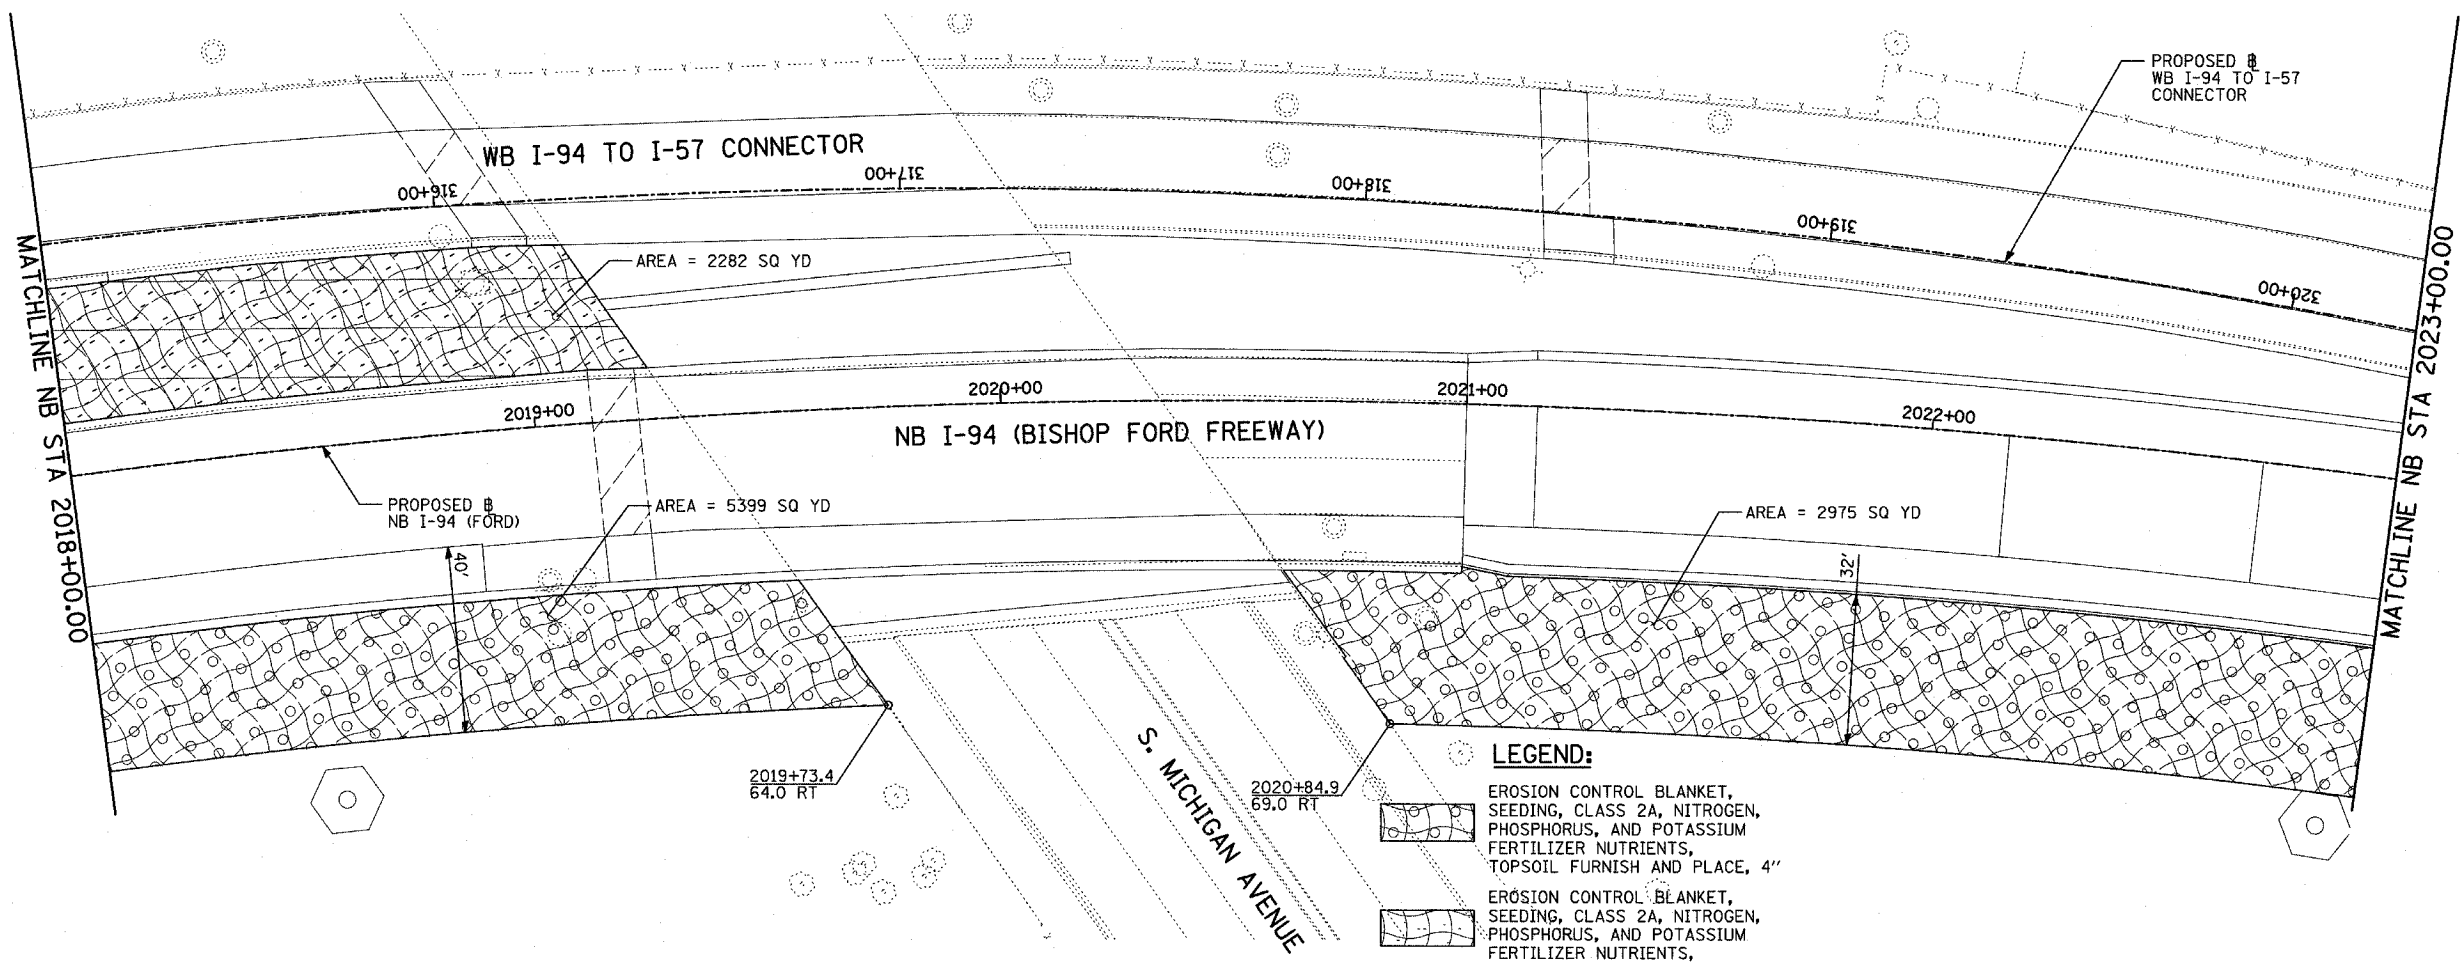 PROPOSED ⅊
WB I-94 TO I-57
CONNECTOR
WB I-94 TO I-57 CONNECTOR
316+00
317+00
318+00
319+00
320+00
MATCHLINE NB STA 2018+00.00
MATCHLINE NB STA 2023+00.00
AREA = 2282 SQ YD
2019+00
2020+00
2021+00
2022+00
NB I-94 (BISHOP FORD FREEWAY)
PROPOSED ⅊
NB I-94 (FORD)
AREA = 5399 SQ YD
AREA = 2975 SQ YD
40'
32'
2019+73.4
64.0 RT
2020+84.9
69.0 RT
S. MICHIGAN AVENUE
LEGEND:
EROSION CONTROL BLANKET,
SEEDING, CLASS 2A, NITROGEN,
PHOSPHORUS, AND POTASSIUM
FERTILIZER NUTRIENTS,
TOPSOIL FURNISH AND PLACE, 4"
EROSION CONTROL BLANKET,
SEEDING, CLASS 2A, NITROGEN,
PHOSPHORUS, AND POTASSIUM
FERTILIZER NUTRIENTS,